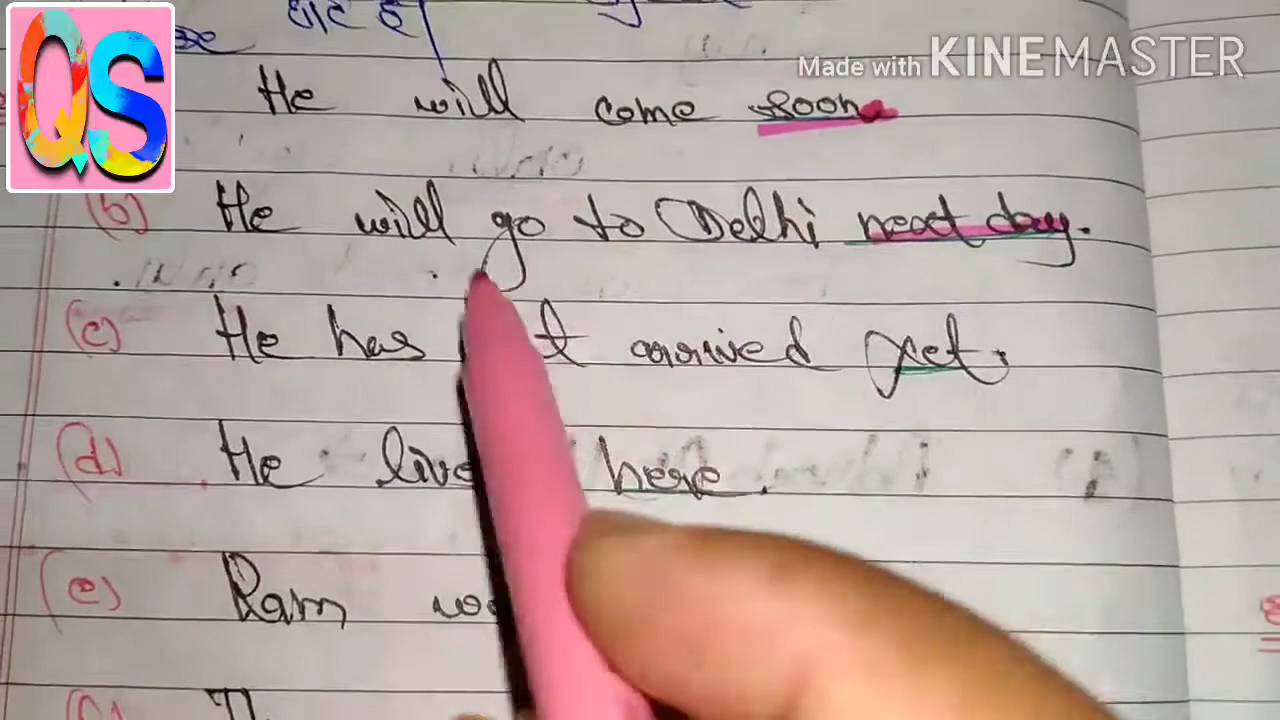 QS
Made with KINEMASTER
He will come soon
(b) He will go to Delhi next day.
(c) He has arrived yet.
(d) He here.
(e) Ram